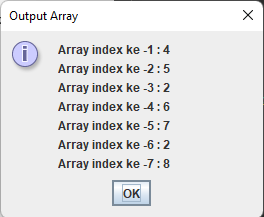 Output Array
Array index ke -1 : 4
Array index ke -2 : 5
Array index ke -3 : 2
Array index ke -4 : 6
Array index ke -5 : 7
Array index ke -6 : 2
Array index ke -7 : 8
OK